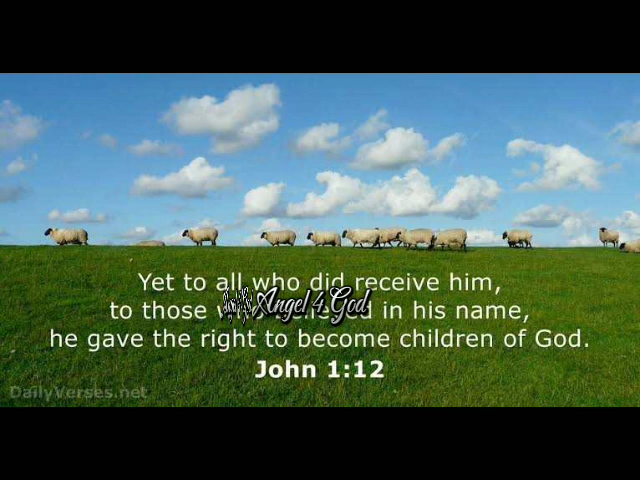 Yet to all who did receive him,
to those Angel 4 God in his name,
he gave the right to become children of God.
John 1:12
DailyVerses.net